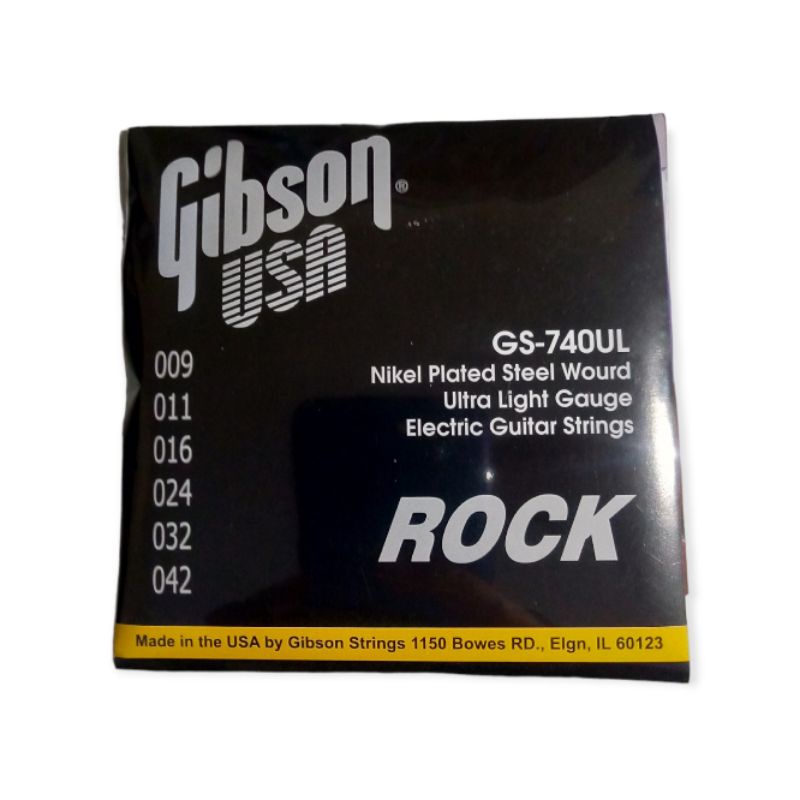 Gibson®
USA
009
011
016
024
032
042
GS-740UL
Nikel Plated Steel Wourd
Ultra Light Gauge
Electric Guitar Strings
ROCK
Made in the USA by Gibson Strings 1150 Bowes RD., Elgn, IL 60123